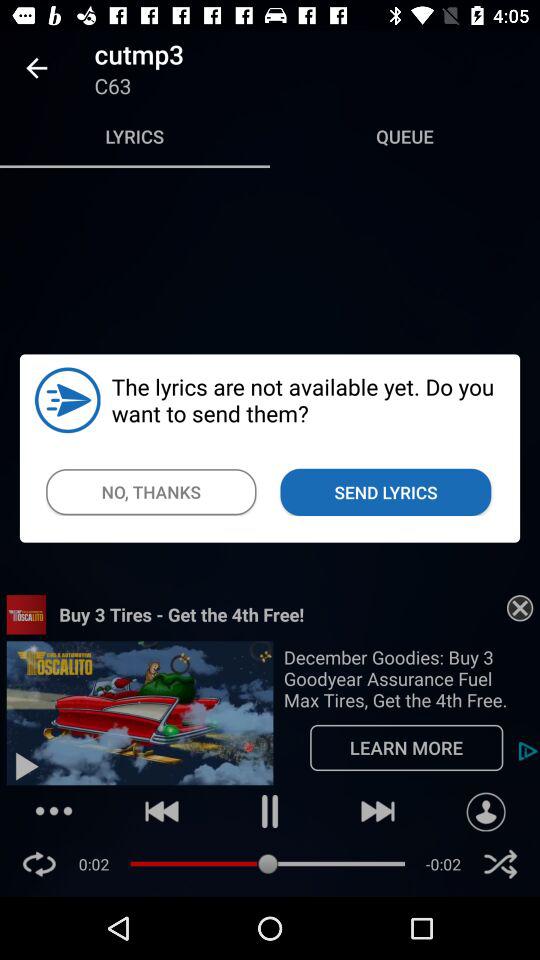 4:05
cutmp3
C63
LYRICS
QUEUE
The lyrics are not available yet. Do you
want to send them?
NO, THANKS
SEND LYRICS
Buy 3 Tires - Get the 4th Free!
MOSCALITO
December Goodies: Buy 3
Goodyear Assurance Fuel
Max Tires, Get the 4th Free.
LEARN MORE
0:02
-0:02